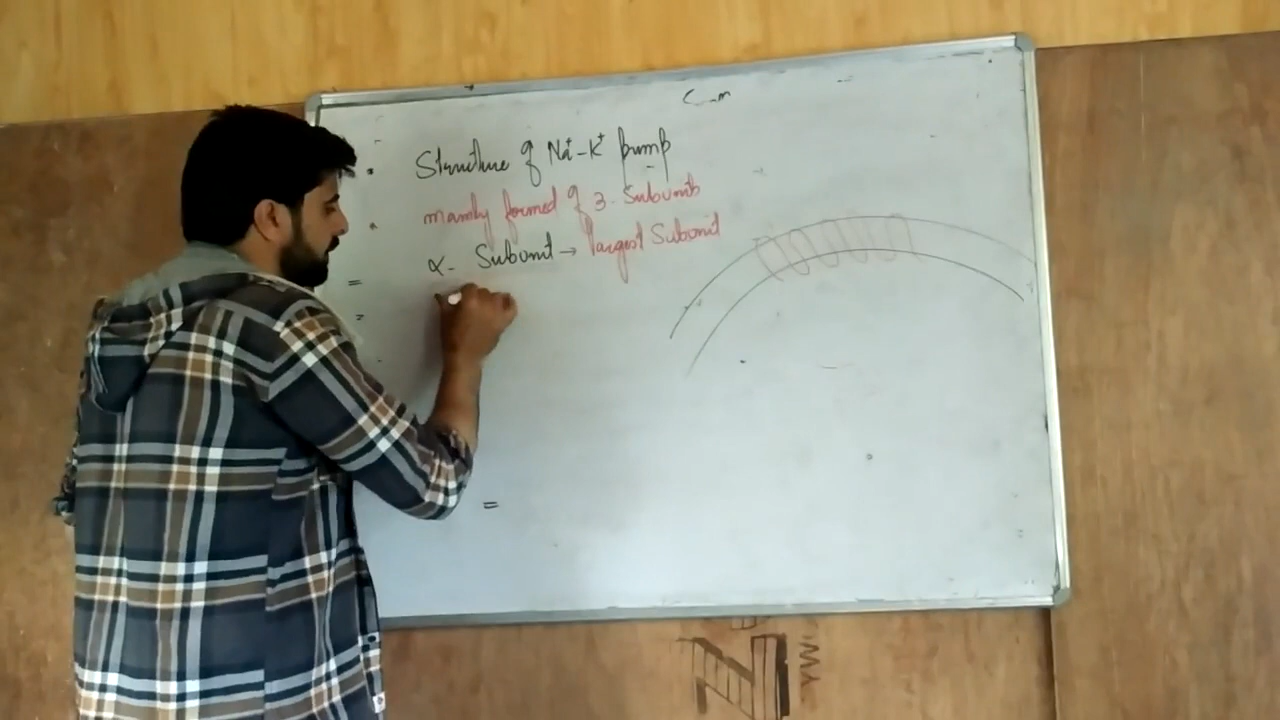 Structure of Na⁺-K⁺ pump
mainly formed of 3. Subunits
α- Subunit → largest Subunit
=
=
=